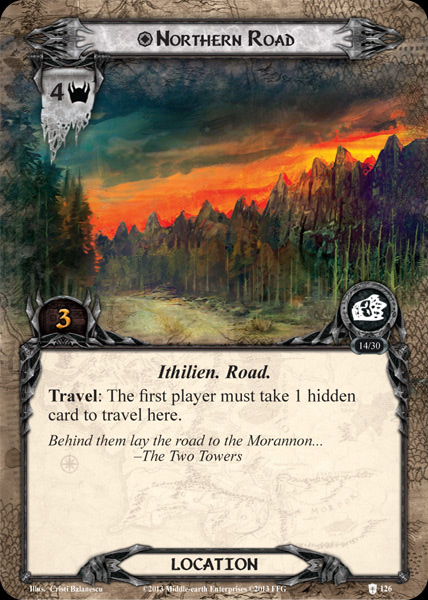 Northern Road
4
3
14/30
Ithilien. Road.
Travel: The first player must take 1 hidden
card to travel here.
Behind them lay the road to the Morannon...
–The Two Towers
LOCATION
Illus. Cristi Balanescu
©2013 Middle-earth Enterprises ©2013 FFG
126